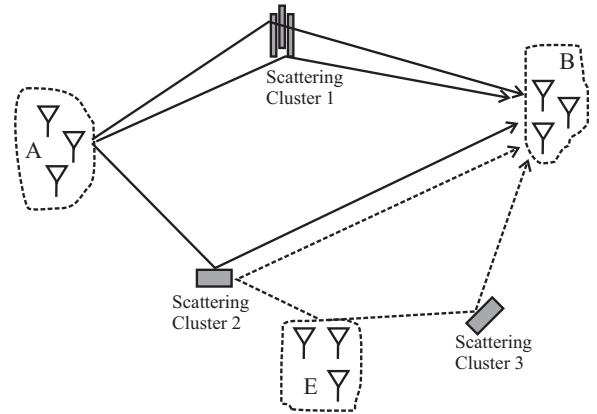 B
Scattering
Cluster 1
A
Scattering
Cluster 2
Scattering
Cluster 3
E